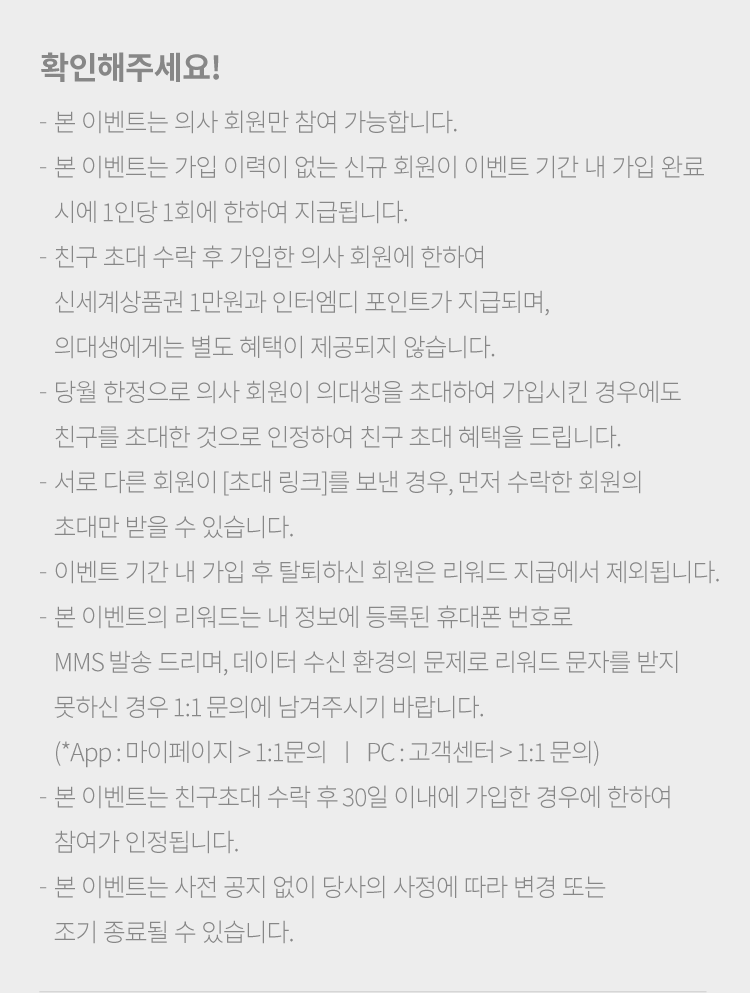 확인해주세요!
- 본 이벤트는 의사 회원만 참여 가능합니다.
- 본 이벤트는 가입 이력이 없는 신규 회원이 이벤트 기간 내 가입 완료
시에 1인당 1회에 한하여 지급됩니다.
- 친구 초대 수락 후 가입한 의사 회원에 한하여
신세계상품권 1만원과 인터엠디 포인트가 지급되며,
의대생에게는 별도 혜택이 제공되지 않습니다.
- 당월 한정으로 의사 회원이 의대생을 초대하여 가입시킨 경우에도
친구를 초대한 것으로 인정하여 친구 초대 혜택을 드립니다.
- 서로 다른 회원이 [초대 링크]를 보낸 경우, 먼저 수락한 회원의
초대만 받을 수 있습니다.
- 이벤트 기간 내 가입 후 탈퇴하신 회원은 리워드 지급에서 제외됩니다.
- 본 이벤트의 리워드는 내 정보에 등록된 휴대폰 번호로
MMS 발송 드리며, 데이터 수신 환경의 문제로 리워드 문자를 받지
못하신 경우 1:1 문의에 남겨주시기 바랍니다.
(*App : 마이페이지 > 1:1문의 ㅣ PC : 고객센터 > 1:1 문의)
- 본 이벤트는 친구초대 수락 후 30일 이내에 가입한 경우에 한하여
참여가 인정됩니다.
- 본 이벤트는 사전 공지 없이 당사의 사정에 따라 변경 또는
조기 종료될 수 있습니다.